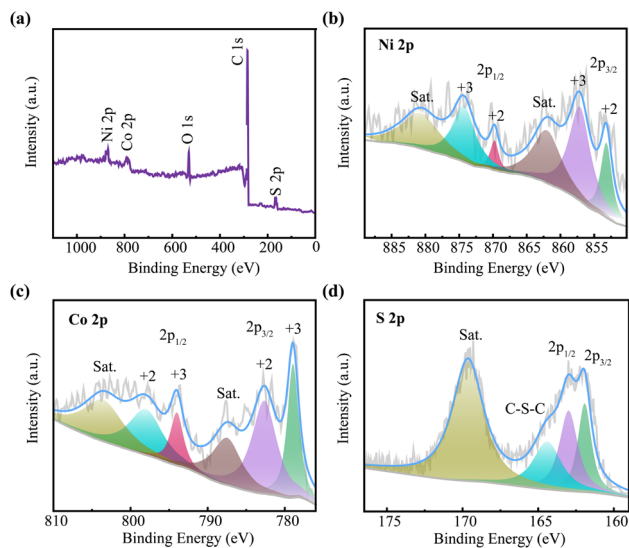 (a)
Intensity (a.u.)
Ni 2p
Co 2p
O 1s
C 1s
S 2p
1000 800 600 400 200 0
Binding Energy (eV)
(b)
Ni 2p
Intensity (a.u.)
Sat.
+3
2p1/2
+2
Sat.
+3
2p3/2
+2
885 880 875 870 865 860 855
Binding Energy (eV)
(c)
Co 2p
Intensity (a.u.)
Sat.
+2
2p1/2
+3
Sat.
2p3/2
+2
+3
810 800 790 780
Binding Energy (eV)
(d)
S 2p
Intensity (a.u.)
Sat.
C-S-C
2p1/2
2p3/2
175 170 165 160
Binding Energy (eV)